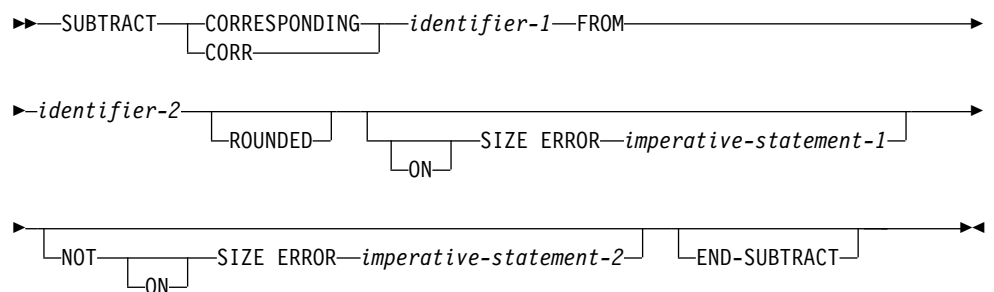 SUBTRACT CORRESPONDING identifier-1 FROM
CORR
identifier-2
ROUNDED
SIZE ERROR imperative-statement-1
ON
NOT SIZE ERROR imperative-statement-2
ON
END-SUBTRACT